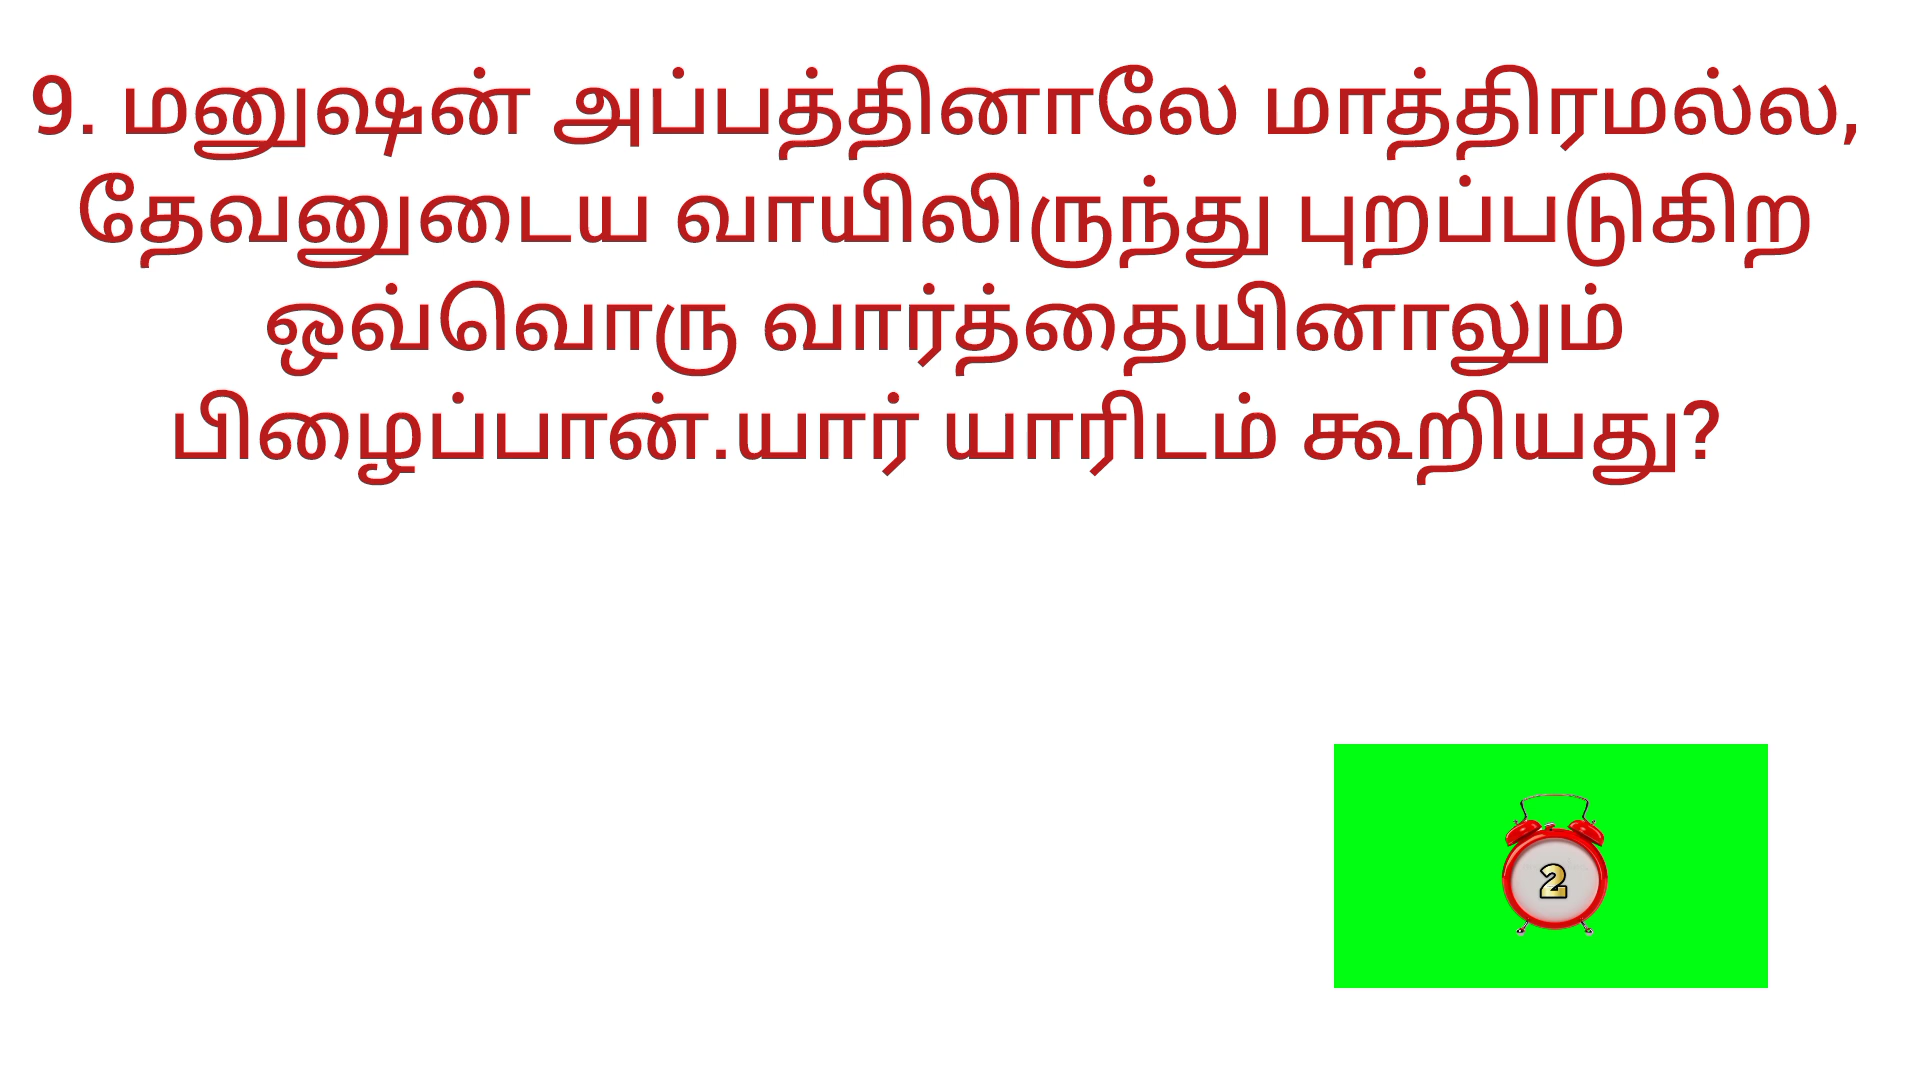 9. மனுஷன் அப்பத்தினாலே மாத்திரமல்ல,
தேவனுடைய வாயிலிருந்து புறப்படுகிற
ஒவ்வொரு வார்த்தையினாலும்
பிழைப்பான்.யார் யாரிடம் கூறியது?
2